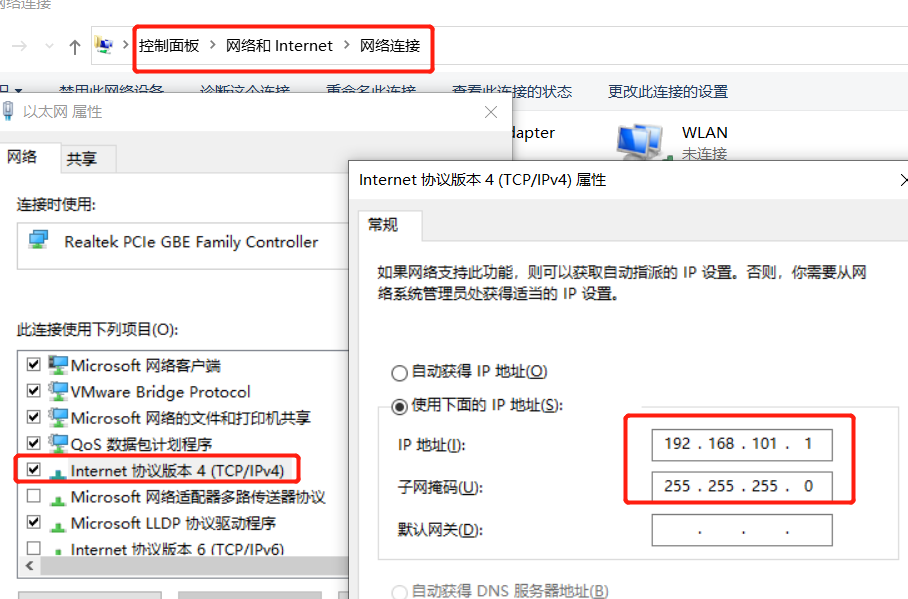 网络连接
控制面板 > 网络和 Internet > 网络连接
禁用此网络设备 诊断这个连接 重命名此连接 查看此连接的状态 更改此连接的设置
以太网 属性
dapter
WLAN
未连接
网络
共享
连接时使用:
Realtek PCIe GBE Family Controller
此连接使用下列项目(O):
Microsoft 网络客户端
VMware Bridge Protocol
Microsoft 网络的文件和打印机共享
QoS 数据包计划程序
Internet 协议版本 4 (TCP/IPv4)
Microsoft 网络适配器多路传送器协议
Microsoft LLDP 协议驱动程序
Internet 协议版本 6 (TCP/IPv6)
Internet 协议版本 4 (TCP/IPv4) 属性
常规
如果网络支持此功能，则可以获取自动指派的 IP 设置。否则，你需要从网
络系统管理员处获得适当的 IP 设置。
自动获得 IP 地址(O)
使用下面的 IP 地址(S):
IP 地址(I):
192 . 168 . 101 . 1
子网掩码(U):
255 . 255 . 255 . 0
默认网关(D):
. . .
自动获得 DNS 服务器地址(B)